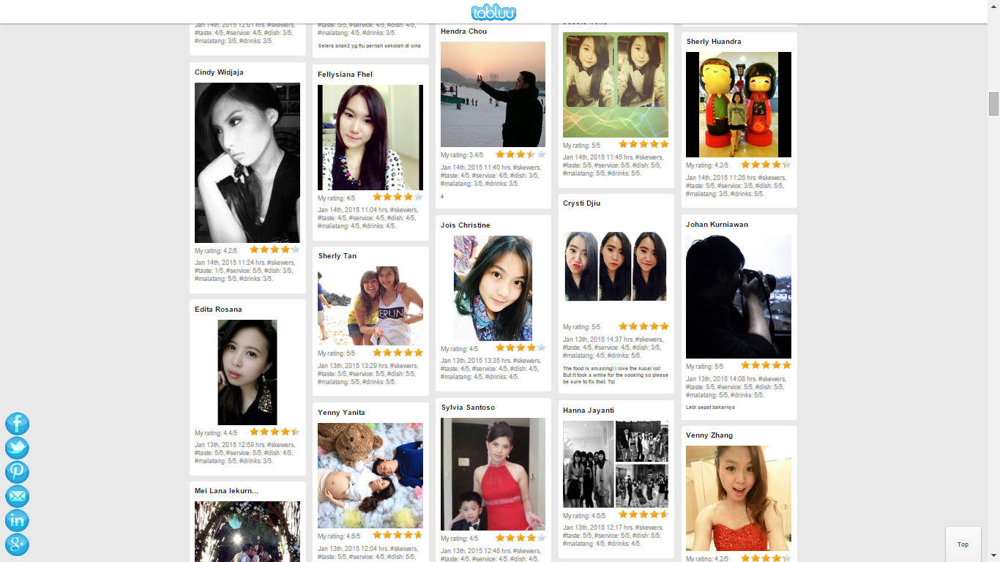 tabluu
Jan 14th, 2015 12:01 hrs. #skewers,
#taste: 4/5, #service: 4/5, #dish: 3/5,
#malatang: 3/5, #drinks: 3/5.
Cindy Widjaja
My rating: 4.2/5
Jan 14th, 2015 11:24 hrs. #skewers,
#taste: 1/5, #service: 5/5, #dish: 3/5,
#malatang: 5/5, #drinks: 3/5.
Edita Rosana
My rating: 4.4/5
Jan 13th, 2015 12:59 hrs. #skewers,
#taste: 5/5, #service: 5/5, #dish: 4/5,
#malatang: 5/5, #drinks: 3/5.
Mei Lana Iekurn...
#taste: 5/5, #service: 4/5, #dish: 4/5,
#malatang: 4/5, #drinks: 3/5.
Selera anak2 yg flu pernah sekolah di cina
Fellysiana Fhel
My rating: 4/5
Jan 14th, 2015 11:04 hrs. #skewers,
#taste: 4/5, #service: 4/5, #dish: 4/5,
#malatang: 4/5, #drinks: 4/5.
Sherly Tan
ERUN
My rating: 5/5
Jan 13th, 2015 13:29 hrs. #skewers,
#taste: 5/5, #service: 5/5, #dish: 5/5,
#malatang: 5/5, #drinks: 5/5.
Yenny Yanita
My rating: 4.6/5
Jan 13th, 2015 12:04 hrs. #skewers,
#taste: 5/5, #service: 4/5, #dish: 5/5,
Hendra Chou
My rating: 3.4/5
Jan 14th, 2015 11:40 hrs. #skewers,
#taste: 4/5, #service: 4/5, #dish: 3/5,
#malatang: 3/5, #drinks: 3/5.
4
Jois Christine
My rating: 4/5
Jan 13th, 2015 13:35 hrs. #skewers,
#taste: 4/5, #service: 4/5, #dish: 4/5,
#malatang: 4/5, #drinks: 4/5.
Sylvia Santoso
My rating: 4/5
Jan 13th, 2015 12:48 hrs. #skewers,
#taste: 4/5, #service: 4/5, #dish: 4/5,
My rating: 5/5
Jan 14th, 2015 11:45 hrs. #skewers,
#taste: 5/5, #service: 5/5, #dish: 5/5,
#malatang: 5/5, #drinks: 5/5.
Crysti Djiu
My rating: 5/5
Jan 13th, 2015 14:37 hrs. #skewers,
#taste: 4/5, #service: 4/5, #dish: 3/5,
#malatang: 4/5, #drinks: 5/5.
The food is amazing! I love the kuoai lol!
But it took a while for the cooking so please
be sure to fix that. Tq!
Hanna Jayanti
My rating: 4.6/5
Jan 13th, 2015 12:17 hrs. #skewers,
#taste: 5/5, #service: 5/5, #dish: 5/5,
#malatang: 4/5, #drinks: 4/5.
Sherly Huandra
My rating: 4.2/5
Jan 14th, 2015 11:26 hrs. #skewers,
#taste: 5/5, #service: 3/5, #dish: 5/5,
#malatang: 3/5, #drinks: 5/5.
Johan Kurniawan
My rating: 5/5
Jan 13th, 2015 14:08 hrs. #skewers,
#taste: 5/5, #service: 5/5, #dish: 5/5,
#malatang: 5/5, #drinks: 5/5.
Lebi cepat bakarnya
Venny Zhang
My rating: 4.2/5
Top